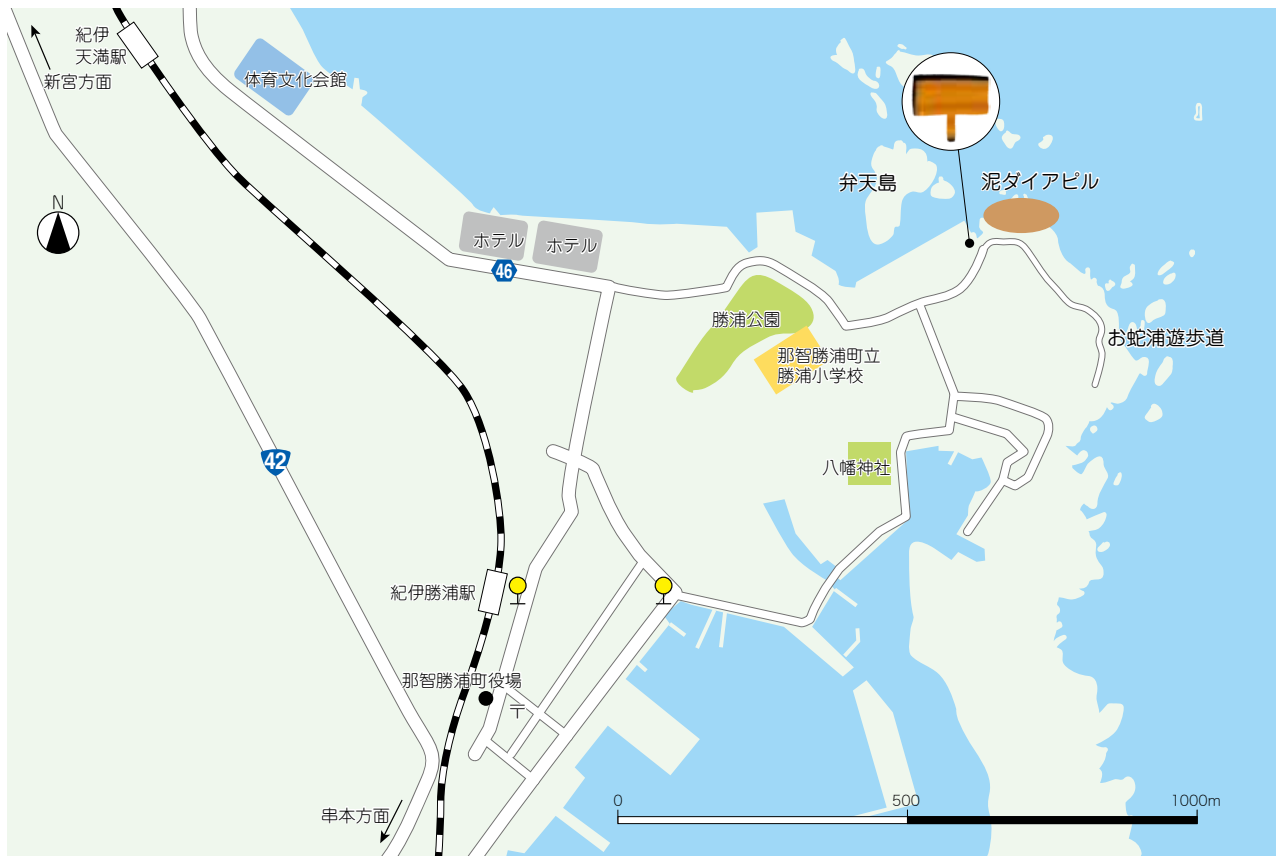 紀伊
天満駅
新宮方面
体育文化会館
N
弁天島
泥ダイアピル
ホテル
ホテル
46
勝浦公園
那智勝浦町立
勝浦小学校
お蛇浦遊歩道
42
八幡神社
紀伊勝浦駅
那智勝浦町役場
〒
串本方面
0
500
1000m